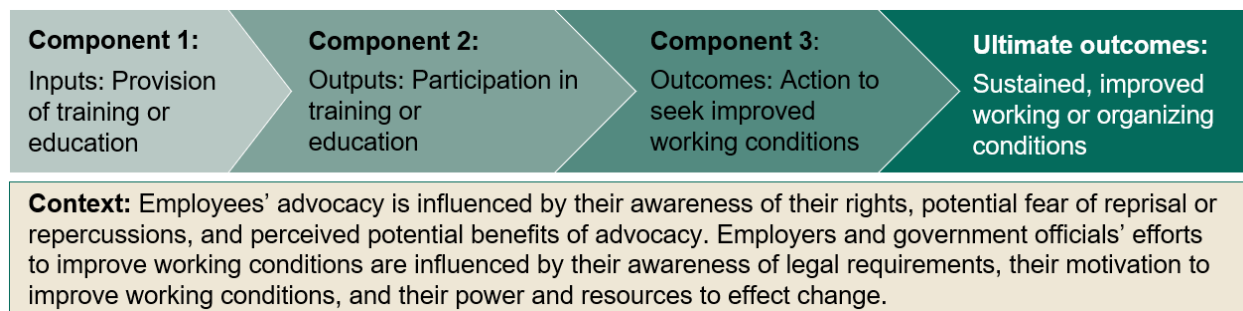 Component 1:
Inputs: Provision
of training or
education
Component 2:
Outputs: Participation in
training or
education
Component 3:
Outcomes: Action to
seek improved
working conditions
Ultimate outcomes:
Sustained, improved
working or organizing
conditions
Context: Employees’ advocacy is influenced by their awareness of their rights, potential fear of reprisal or
repercussions, and perceived potential benefits of advocacy. Employers and government officials’ efforts
to improve working conditions are influenced by their awareness of legal requirements, their motivation to
improve working conditions, and their power and resources to effect change.